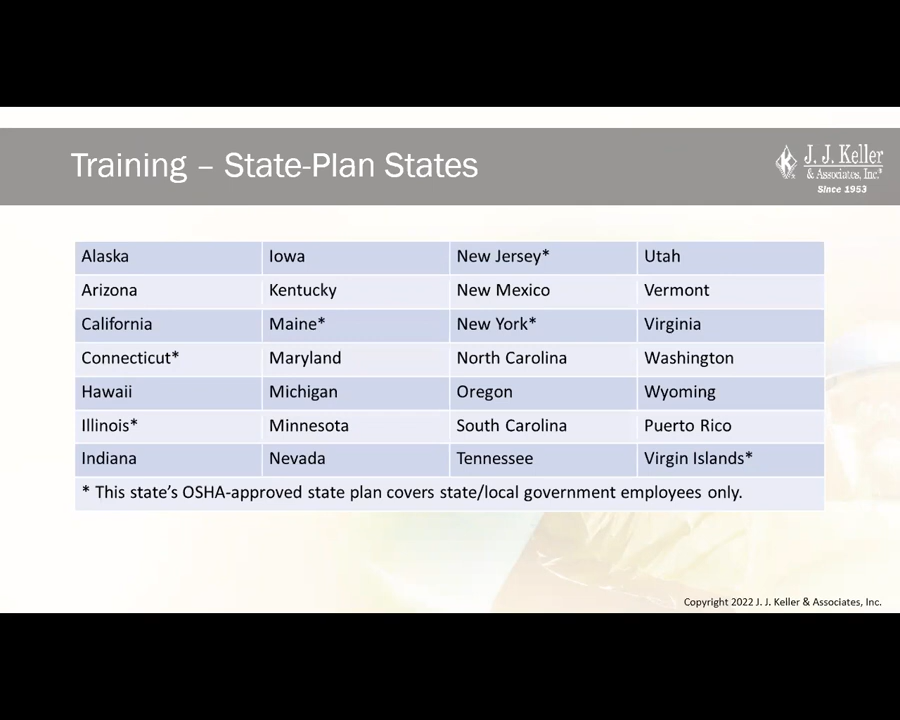 Training – State-Plan States
J. J. Keller
& Associates, Inc.®
Since 1953
Alaska Iowa New Jersey* Utah
Arizona Kentucky New Mexico Vermont
California Maine* New York* Virginia
Connecticut* Maryland North Carolina Washington
Hawaii Michigan Oregon Wyoming
Illinois* Minnesota South Carolina Puerto Rico
Indiana Nevada Tennessee Virgin Islands*
* This state's OSHA-approved state plan covers state/local government employees only.
Copyright 2022 J. J. Keller & Associates, Inc.